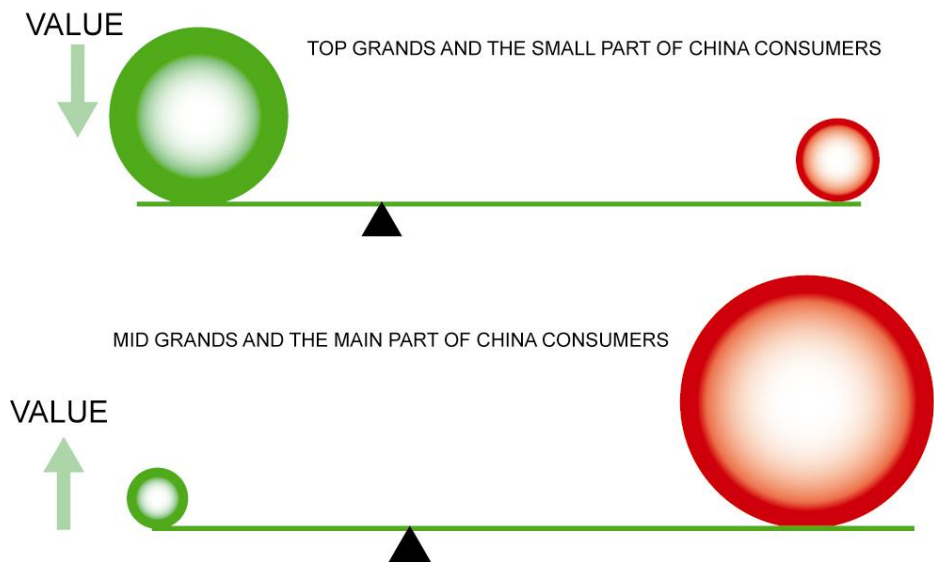 VALUE
TOP GRANDS AND THE SMALL PART OF CHINA CONSUMERS
MID GRANDS AND THE MAIN PART OF CHINA CONSUMERS
VALUE